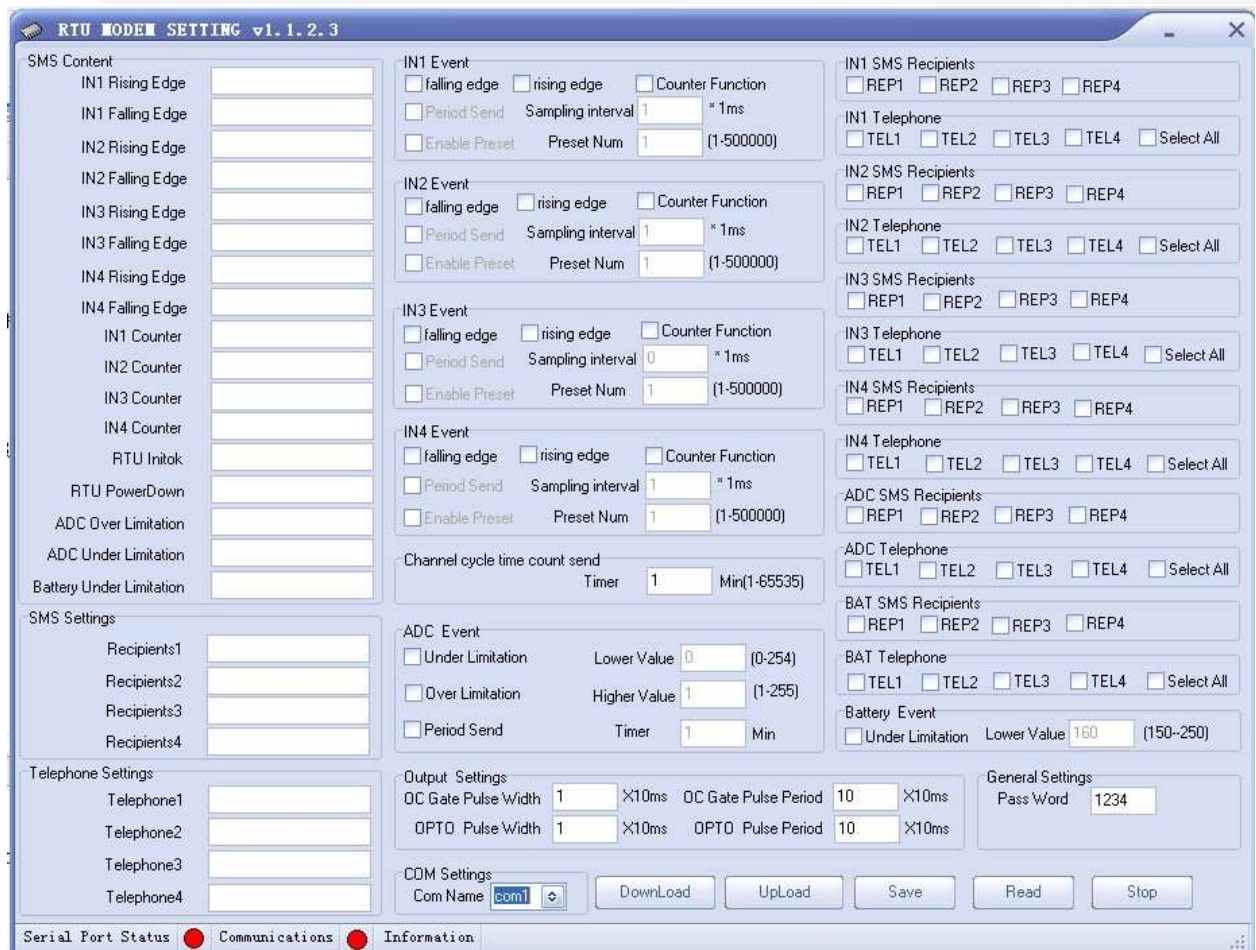 RTU MODEM SETTING v1.1.2.3
SMS Content
IN1 Rising Edge
IN1 Falling Edge
IN2 Rising Edge
IN2 Falling Edge
IN3 Rising Edge
IN3 Falling Edge
IN4 Rising Edge
IN4 Falling Edge
IN1 Counter
IN2 Counter
IN3 Counter
IN4 Counter
RTU Initok
RTU PowerDown
ADC Over Limitation
ADC Under Limitation
Battery Under Limitation
SMS Settings
Recipients1
Recipients2
Recipients3
Recipients4
Telephone Settings
Telephone1
Telephone2
Telephone3
Telephone4
IN1 Event
falling edge rising edge Counter Function
Period Send Sampling interval 1 * 1ms
Enable Preset Preset Num 1 (1-500000)
IN2 Event
falling edge rising edge Counter Function
Period Send Sampling interval 1 * 1ms
Enable Preset Preset Num 1 (1-500000)
IN3 Event
falling edge rising edge Counter Function
Period Send Sampling interval 0 * 1ms
Enable Preset Preset Num 1 (1-500000)
IN4 Event
falling edge rising edge Counter Function
Period Send Sampling interval 1 * 1ms
Enable Preset Preset Num 1 (1-500000)
Channel cycle time count send
Timer 1 Min(1-65535)
ADC Event
Under Limitation Lower Value 0 (0-254)
Over Limitation Higher Value 1 (1-255)
Period Send Timer 1 Min
IN1 SMS Recipients
REP1 REP2 REP3 REP4
IN1 Telephone
TEL1 TEL2 TEL3 TEL4 Select All
IN2 SMS Recipients
REP1 REP2 REP3 REP4
IN2 Telephone
TEL1 TEL2 TEL3 TEL4 Select All
IN3 SMS Recipients
REP1 REP2 REP3 REP4
IN3 Telephone
TEL1 TEL2 TEL3 TEL4 Select All
IN4 SMS Recipients
REP1 REP2 REP3 REP4
IN4 Telephone
TEL1 TEL2 TEL3 TEL4 Select All
ADC SMS Recipients
REP1 REP2 REP3 REP4
ADC Telephone
TEL1 TEL2 TEL3 TEL4 Select All
BAT SMS Recipients
REP1 REP2 REP3 REP4
BAT Telephone
TEL1 TEL2 TEL3 TEL4 Select All
Battery Event
Under Limitation Lower Value 160 (150--250)
Output Settings
OC Gate Pulse Width 1 X10ms OC Gate Pulse Period 10 X10ms
OPTO Pulse Width 1 X10ms OPTO Pulse Period 10 X10ms
General Settings
Pass Word 1234
COM Settings
Com Name com1
DownLoad UpLoad Save Read Stop
Serial Port Status Communications Information